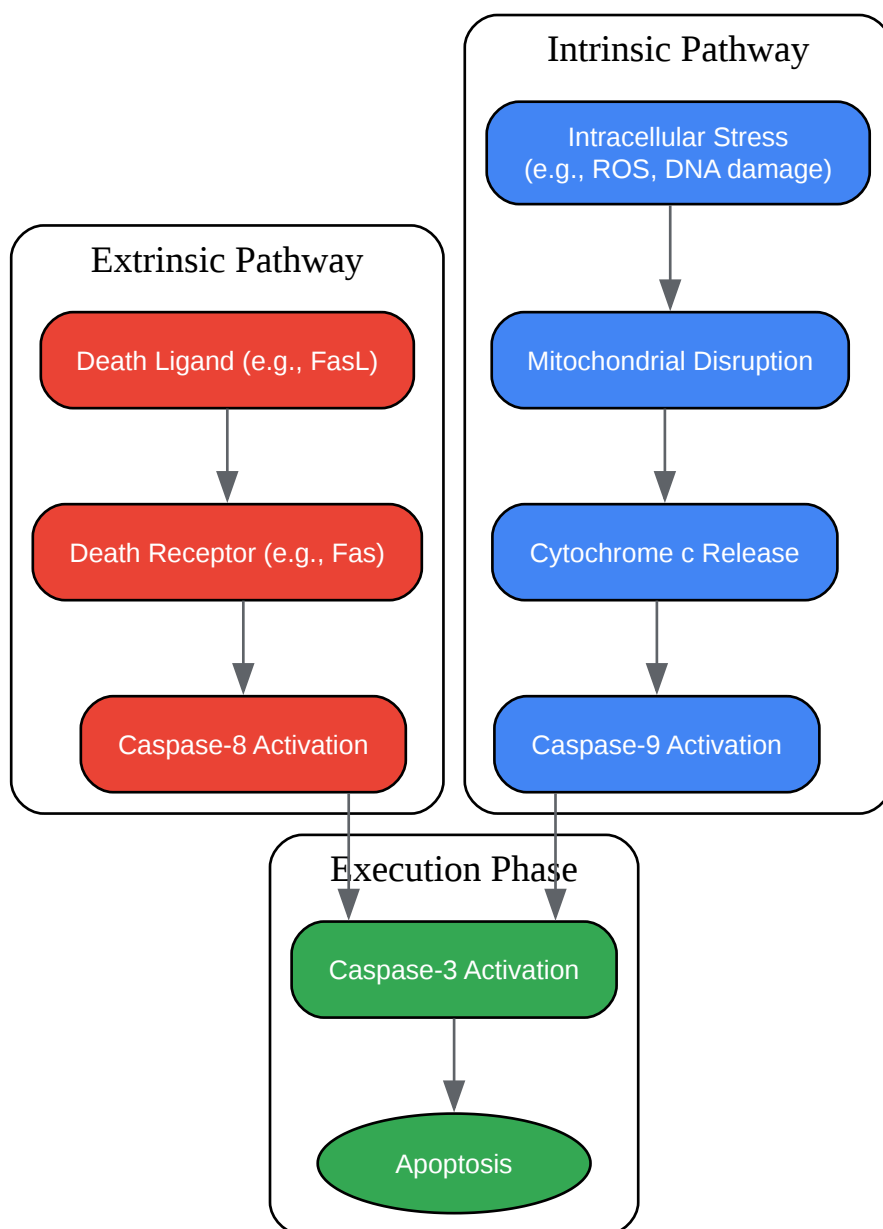 Extrinsic Pathway
Death Ligand (e.g., FasL)
Death Receptor (e.g., Fas)
Caspase-8 Activation
Intrinsic Pathway
Intracellular Stress
(e.g., ROS, DNA damage)
Mitochondrial Disruption
Cytochrome c Release
Caspase-9 Activation
Execution Phase
Caspase-3 Activation
Apoptosis